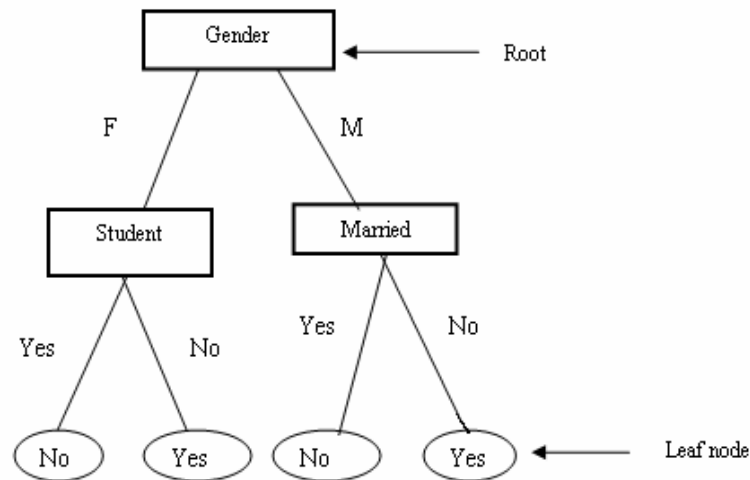 Gender
Root
F
M
Student
Married
Yes
No
Yes
No
No
Yes
No
Yes
Leaf node